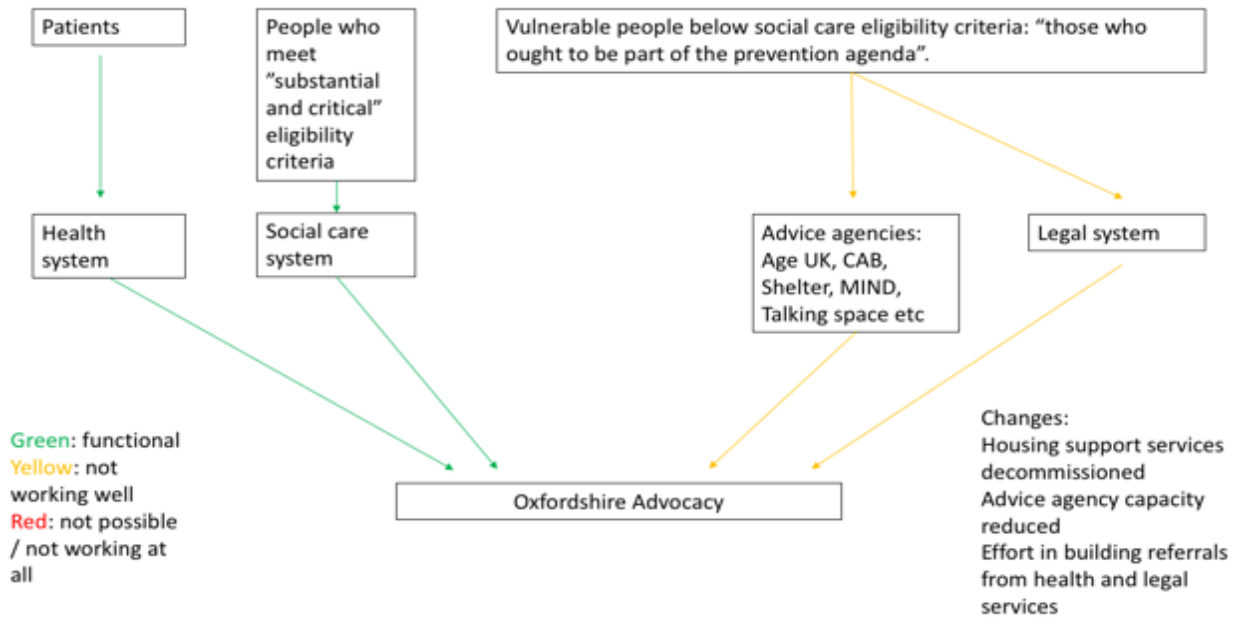 Patients
People who
meet
”substantial
and critical”
eligibility
criteria
Vulnerable people below social care eligibility criteria: “those who
ought to be part of the prevention agenda”.
Health
system
Social care
system
Advice agencies:
Age UK, CAB,
Shelter, MIND,
Talking space etc
Legal system
Green: functional
Yellow: not
working well
Red: not possible
/ not working at
all
Oxfordshire Advocacy
Changes:
Housing support services
decommissioned
Advice agency capacity
reduced
Effort in building referrals
from health and legal
services